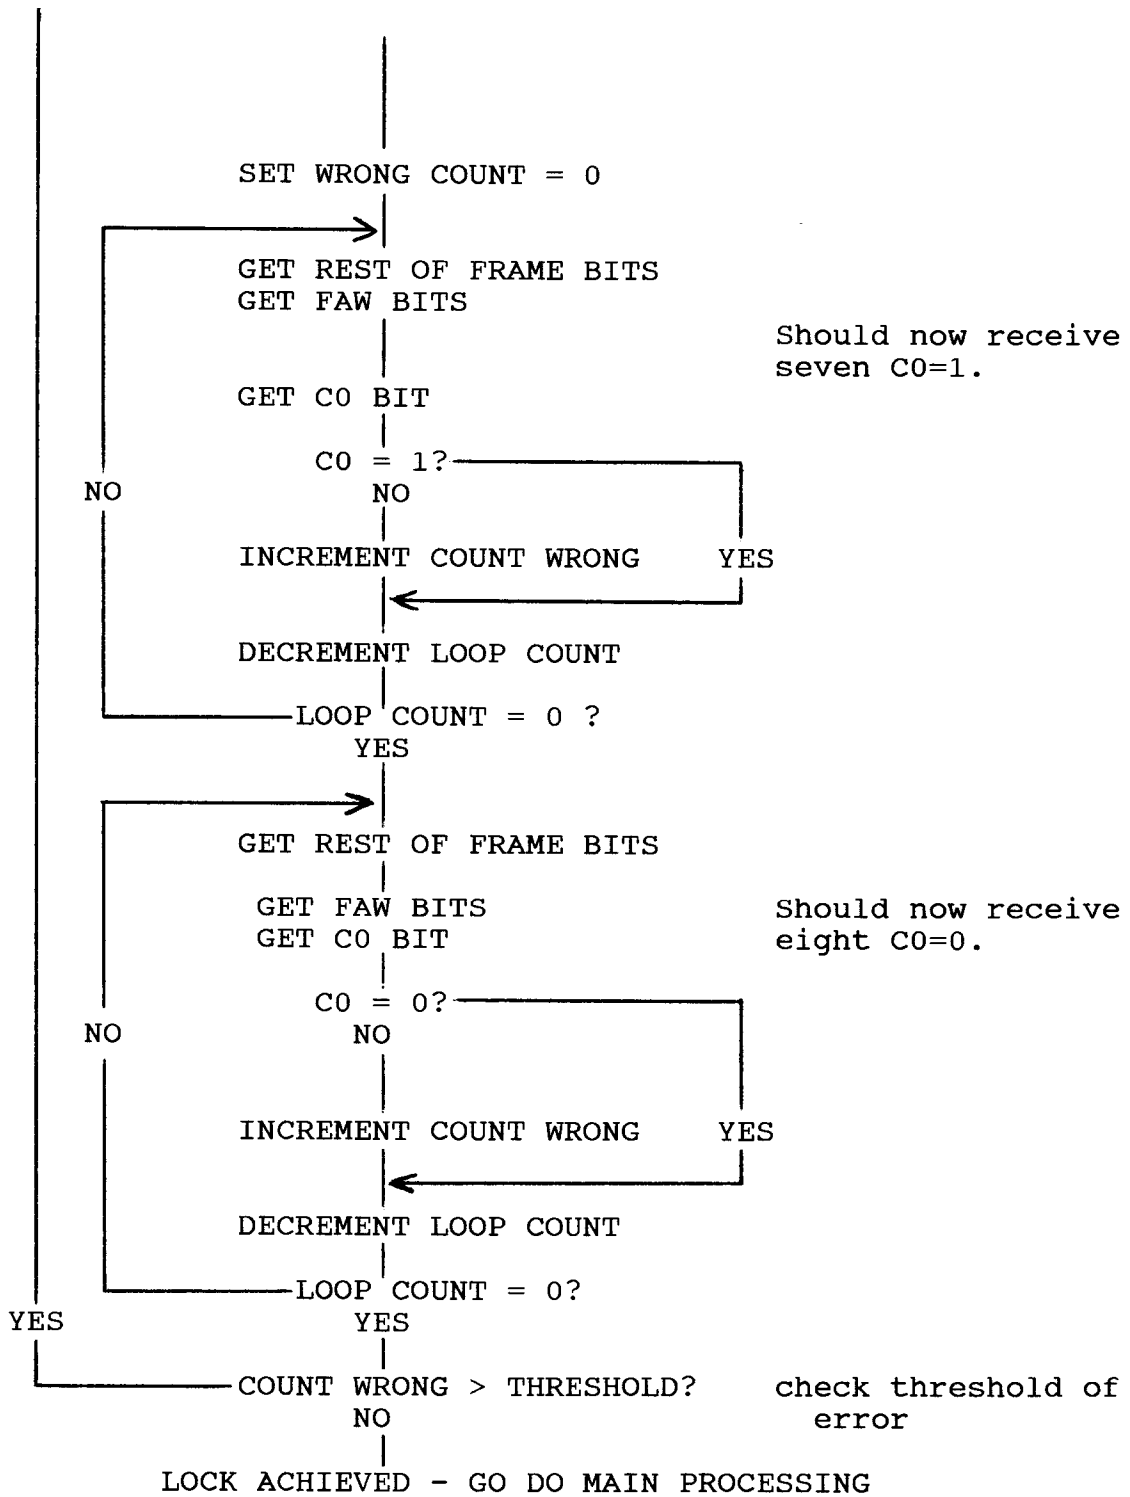 SET WRONG COUNT = 0
GET REST OF FRAME BITS
GET FAW BITS
Should now receive
seven C0=1.
GET C0 BIT
C0 = 1?
NO
NO
INCREMENT COUNT WRONG
YES
DECREMENT LOOP COUNT
LOOP COUNT = 0 ?
YES
GET REST OF FRAME BITS
GET FAW BITS
GET C0 BIT
Should now receive
eight C0=0.
C0 = 0?
NO
NO
INCREMENT COUNT WRONG
YES
DECREMENT LOOP COUNT
LOOP COUNT = 0?
YES
YES
COUNT WRONG > THRESHOLD?
check threshold of
error
NO
LOCK ACHIEVED - GO DO MAIN PROCESSING